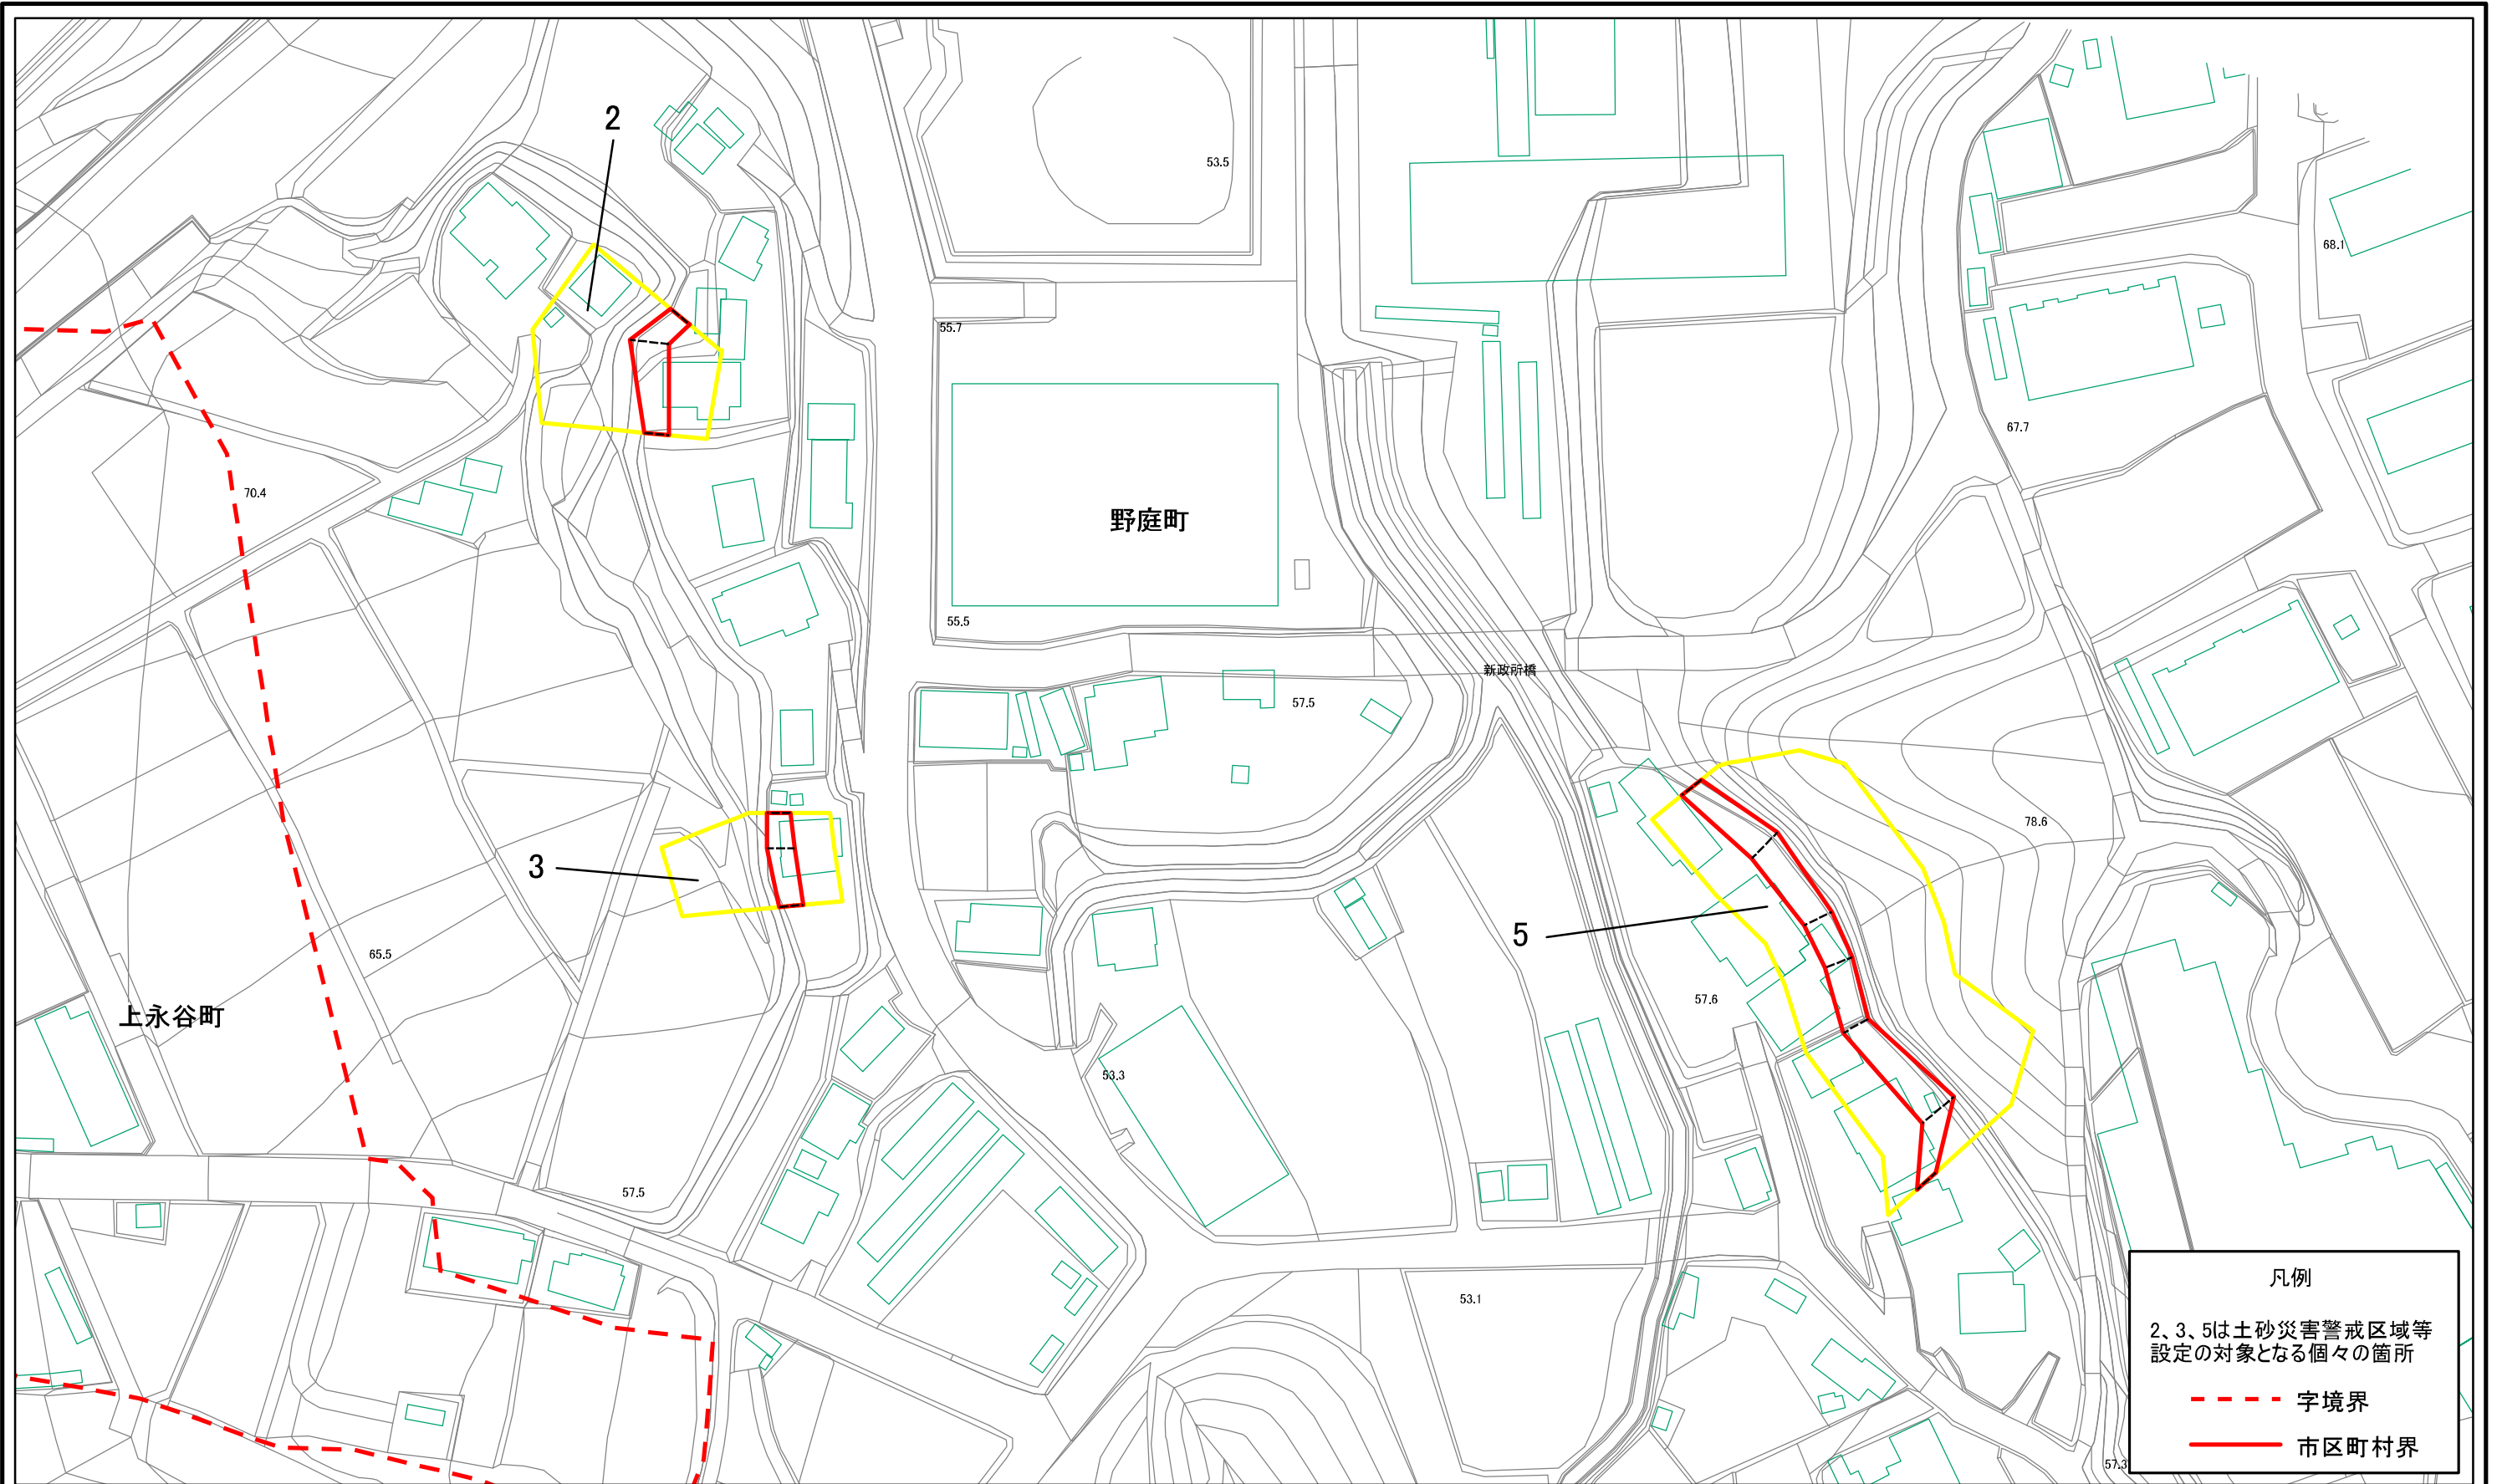 2
53.5
68.1
55.7
67.7
70.4
野庭町
55.5
新政所橋
57.5
78.6
3
5
65.5
57.6
上永谷町
53.3
57.5
53.1
57.3
凡例
2、3、5は土砂災害警戒区域等
設定の対象となる個々の箇所
字境界
市区町村界